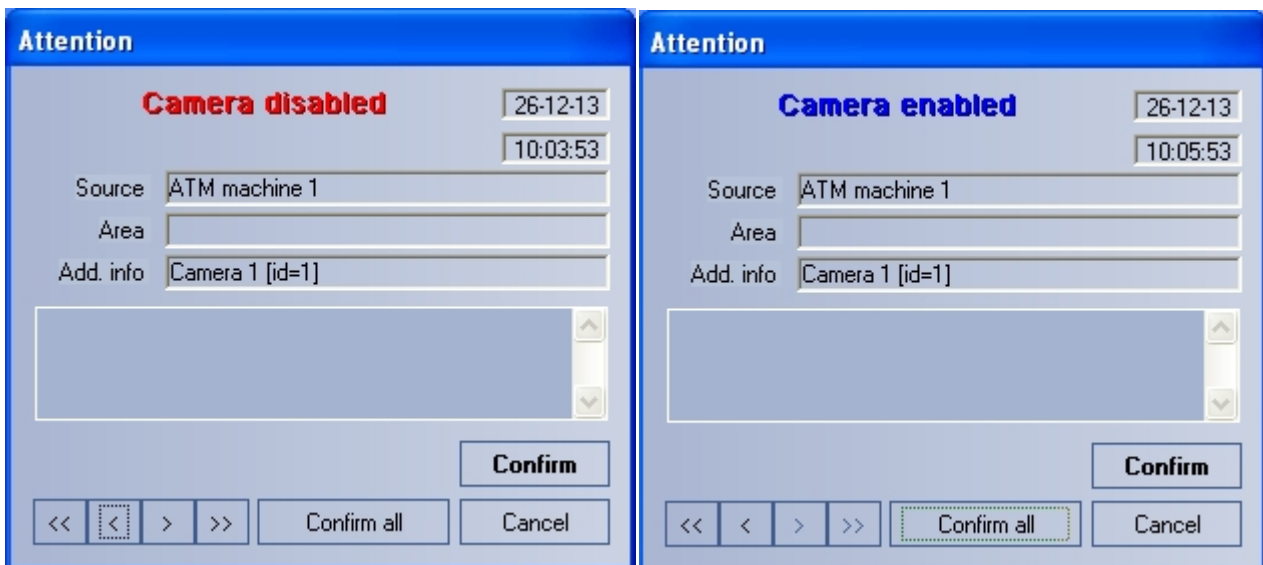 Attention
Camera disabled
26-12-13
10:03:53
Source ATM machine 1
Area
Add. info Camera 1 [id=1]
Confirm
<< < > >> Confirm all Cancel
Attention
Camera enabled
26-12-13
10:05:53
Source ATM machine 1
Area
Add. info Camera 1 [id=1]
Confirm
<< < > >> Confirm all Cancel